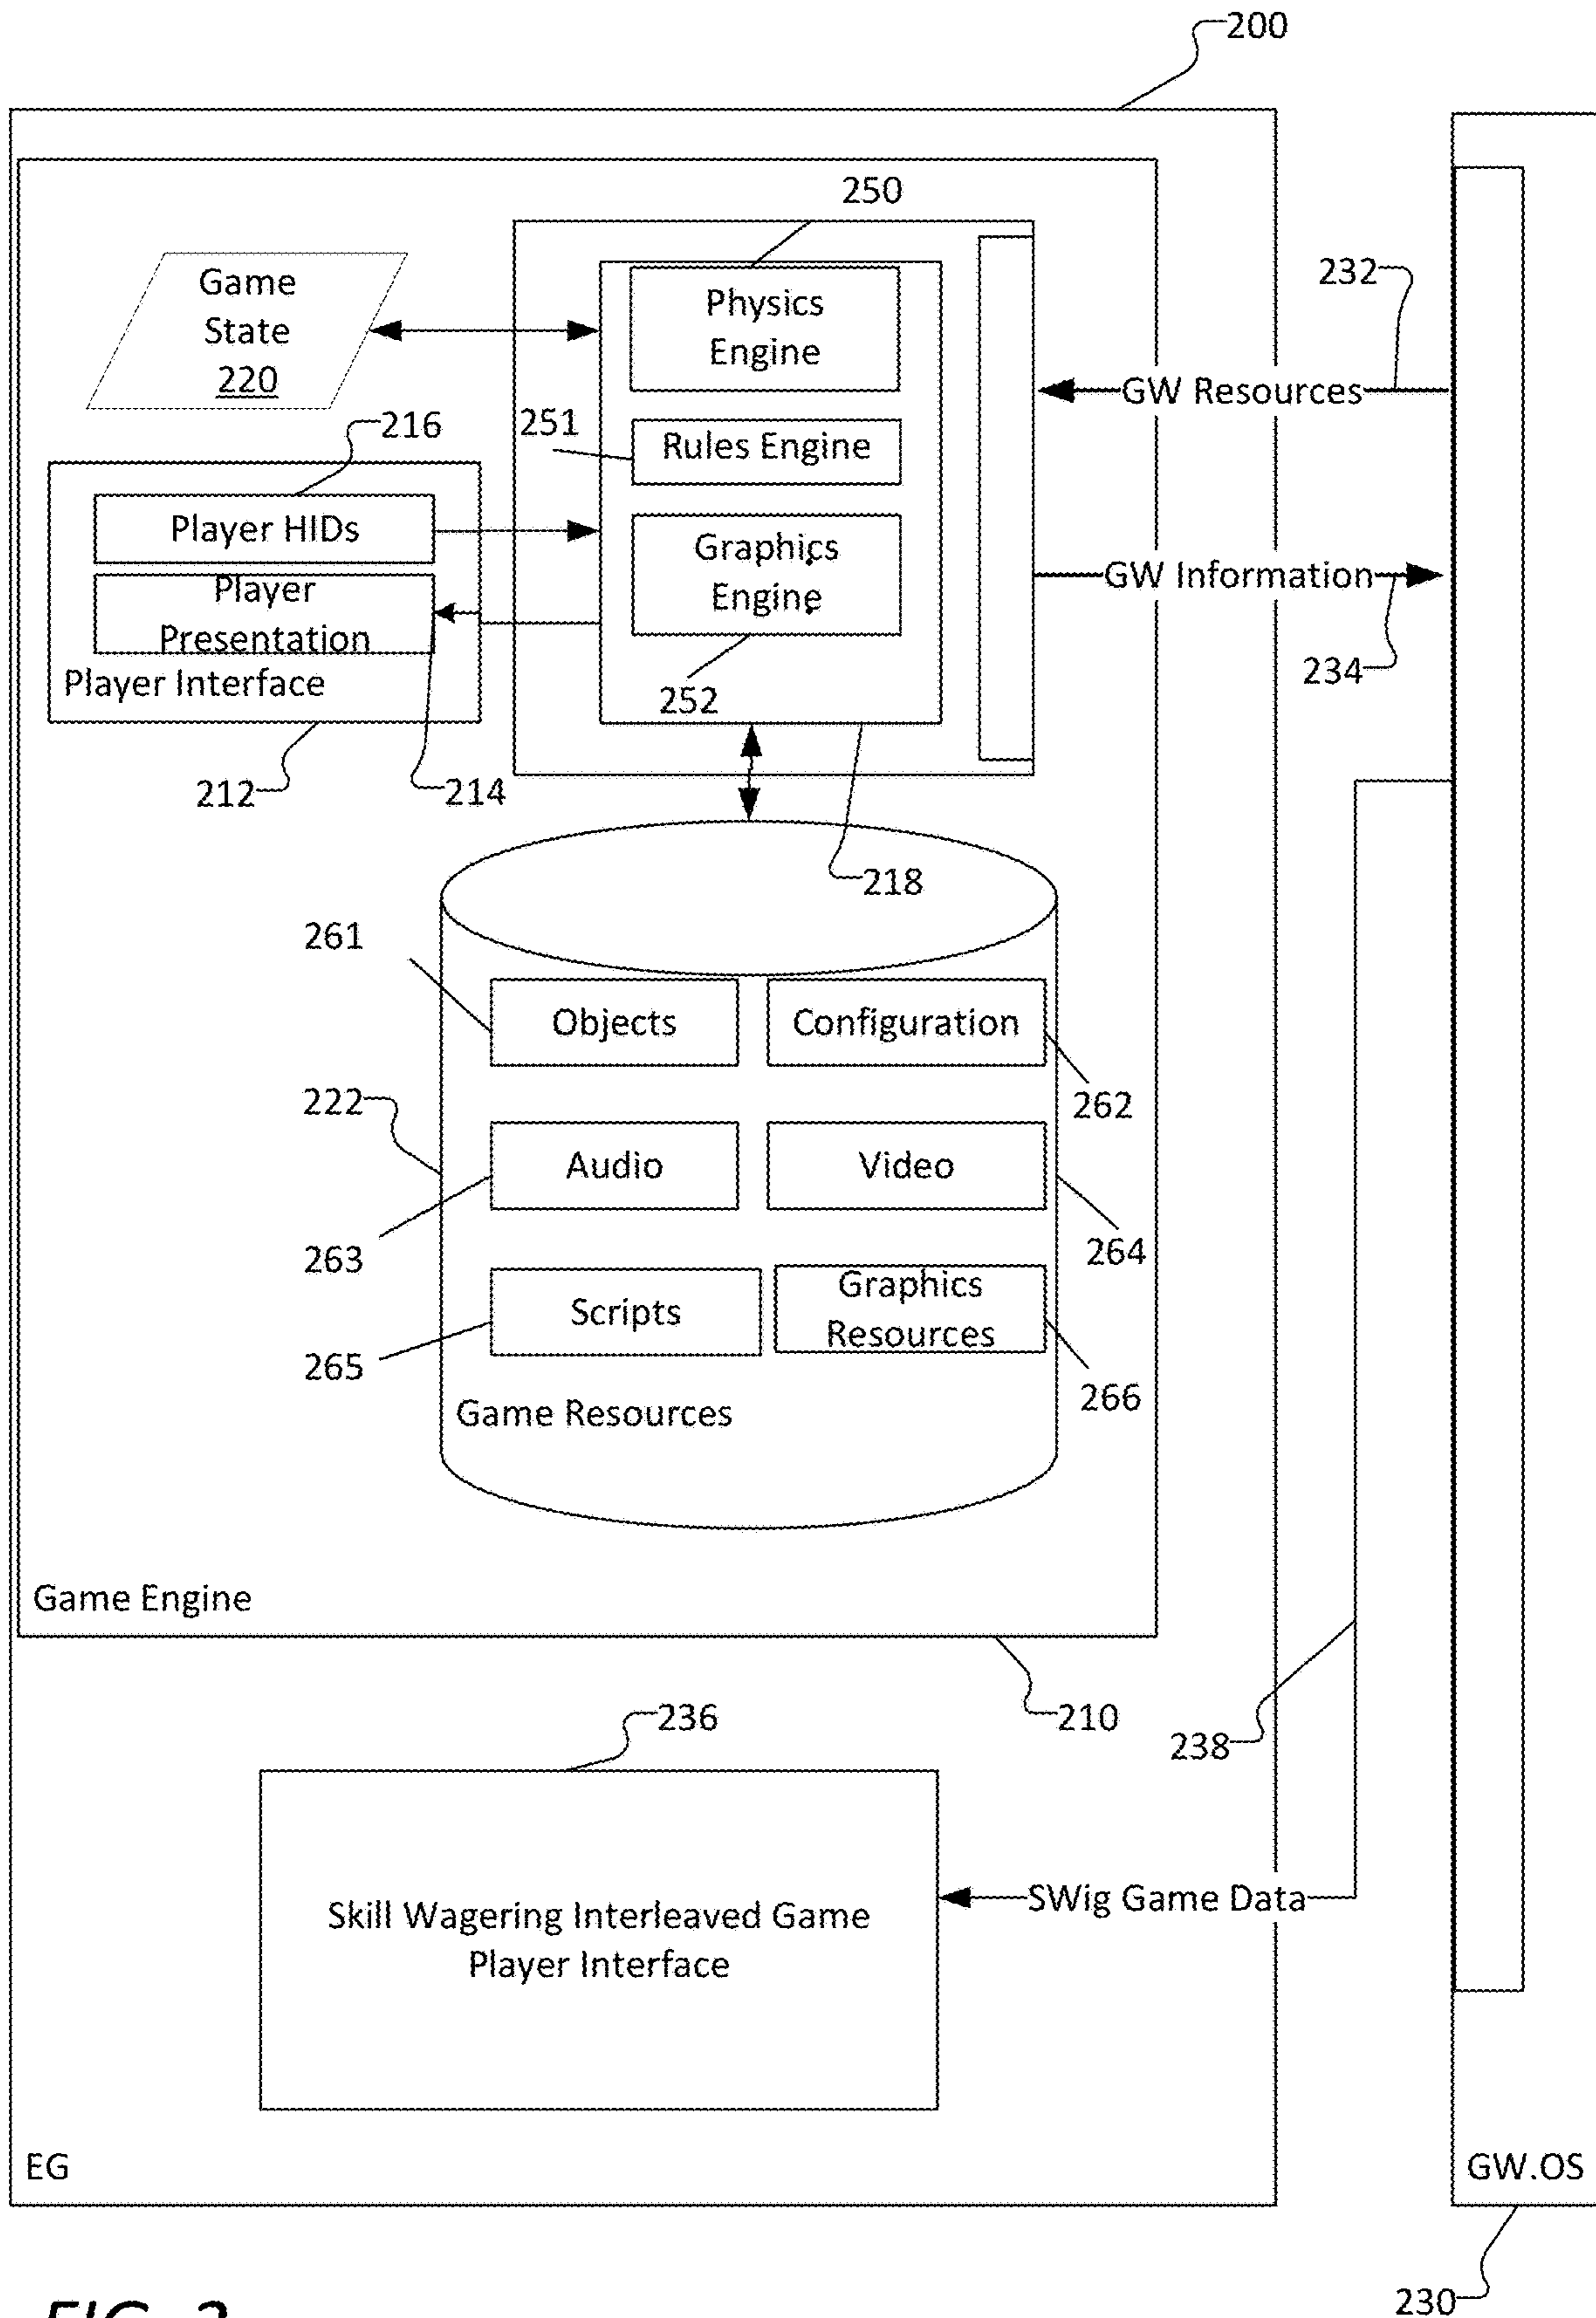 200
250
Game
State
220
Physics
Engine
232
GW Resources
216
251
Rules Engine
Player HIDs
Graphics
Engine
GW Information
Player
Presentation
Player Interface
252
234
212
214
218
261
Objects
Configuration
222
262
Audio
Video
263
264
Scripts
Graphics
Resources
265
266
Game Resources
Game Engine
236
210
238
SWig Game Data
Skill Wagering Interleaved Game
Player Interface
EG
GW.OS
230